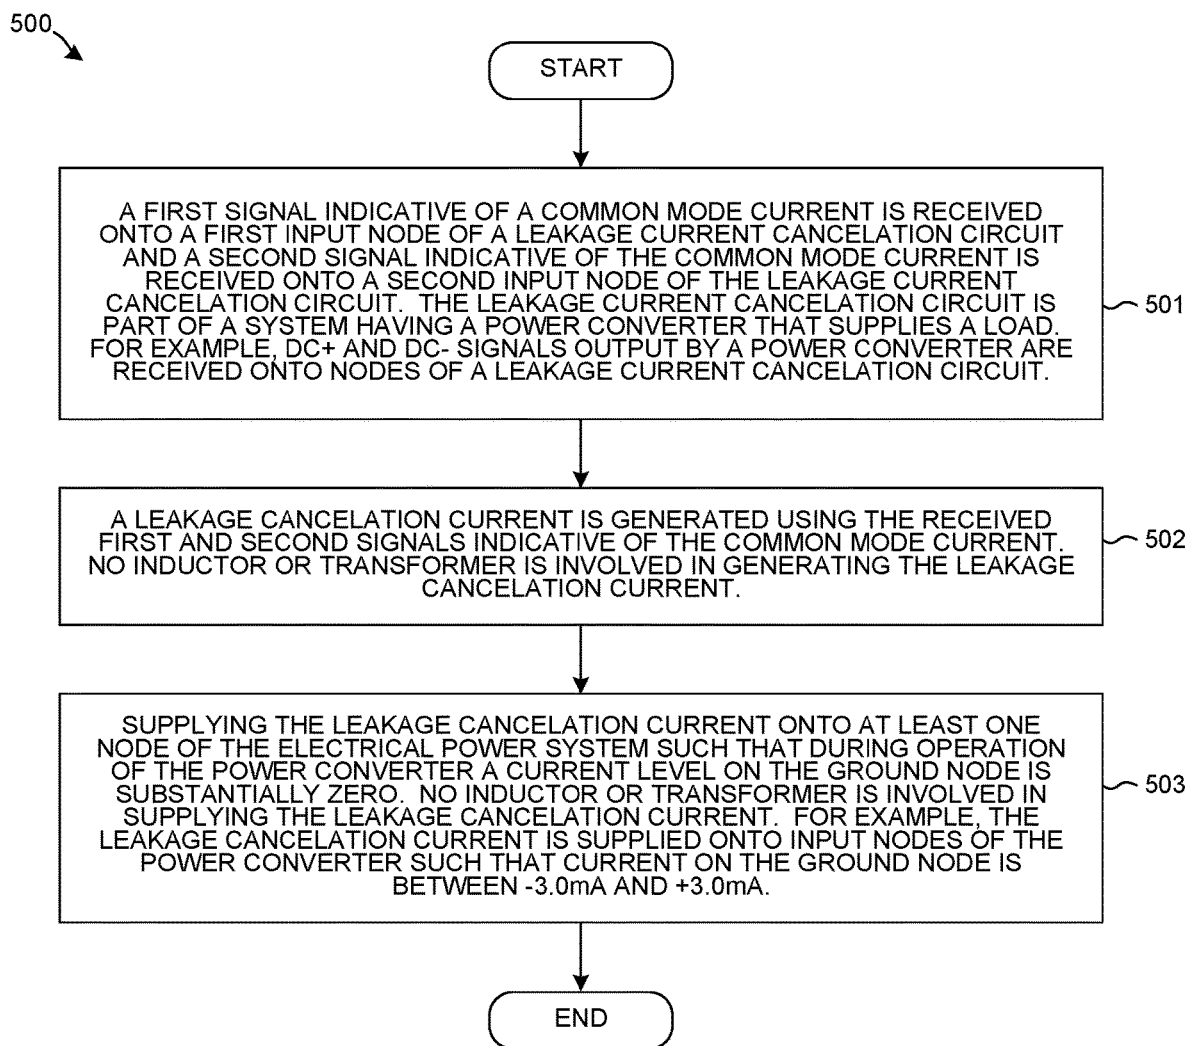 500
START
A FIRST SIGNAL INDICATIVE OF A COMMON MODE CURRENT IS RECEIVED
ONTO A FIRST INPUT NODE OF A LEAKAGE CURRENT CANCELATION CIRCUIT
AND A SECOND SIGNAL INDICATIVE OF THE COMMON MODE CURRENT IS
RECEIVED ONTO A SECOND INPUT NODE OF THE LEAKAGE CURRENT
CANCELATION CIRCUIT. THE LEAKAGE CURRENT CANCELATION CIRCUIT IS
PART OF A SYSTEM HAVING A POWER CONVERTER THAT SUPPLIES A LOAD.
FOR EXAMPLE, DC+ AND DC- SIGNALS OUTPUT BY A POWER CONVERTER ARE
RECEIVED ONTO NODES OF A LEAKAGE CURRENT CANCELATION CIRCUIT.
501
A LEAKAGE CANCELATION CURRENT IS GENERATED USING THE RECEIVED
FIRST AND SECOND SIGNALS INDICATIVE OF THE COMMON MODE CURRENT.
NO INDUCTOR OR TRANSFORMER IS INVOLVED IN GENERATING THE LEAKAGE
CANCELATION CURRENT.
502
SUPPLYING THE LEAKAGE CANCELATION CURRENT ONTO AT LEAST ONE
NODE OF THE ELECTRICAL POWER SYSTEM SUCH THAT DURING OPERATION
OF THE POWER CONVERTER A CURRENT LEVEL ON THE GROUND NODE IS
SUBSTANTIALLY ZERO. NO INDUCTOR OR TRANSFORMER IS INVOLVED IN
SUPPLYING THE LEAKAGE CANCELATION CURRENT. FOR EXAMPLE, THE
LEAKAGE CANCELATION CURRENT IS SUPPLIED ONTO INPUT NODES OF THE
POWER CONVERTER SUCH THAT CURRENT ON THE GROUND NODE IS
BETWEEN -3.0mA AND +3.0mA.
503
END